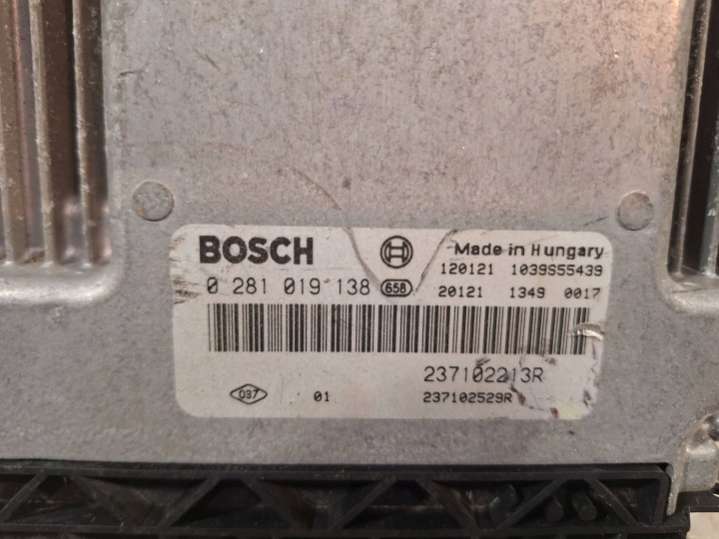 BOSCH
Made in Hungary
120121 1039S55439
0 281 019 138 658
20121 1349 0017
237102213R
037 01
237102529R